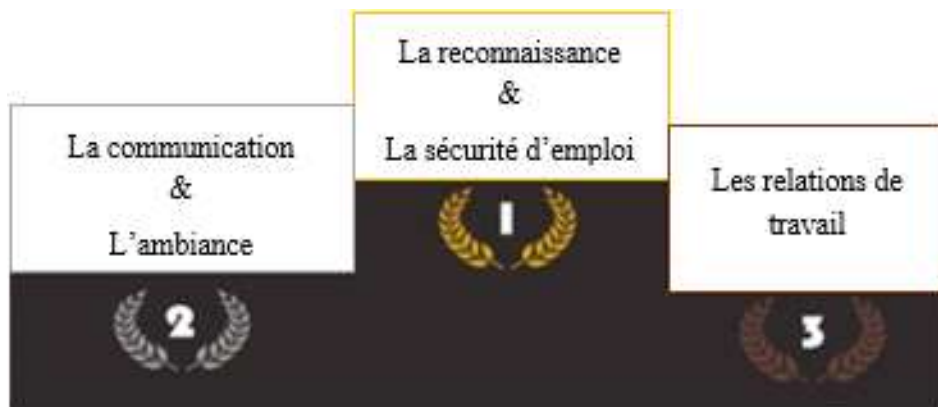 La reconnaissance
&
La sécurité d'emploi
1
La communication
&
L'ambiance
2
Les relations de
travail
3